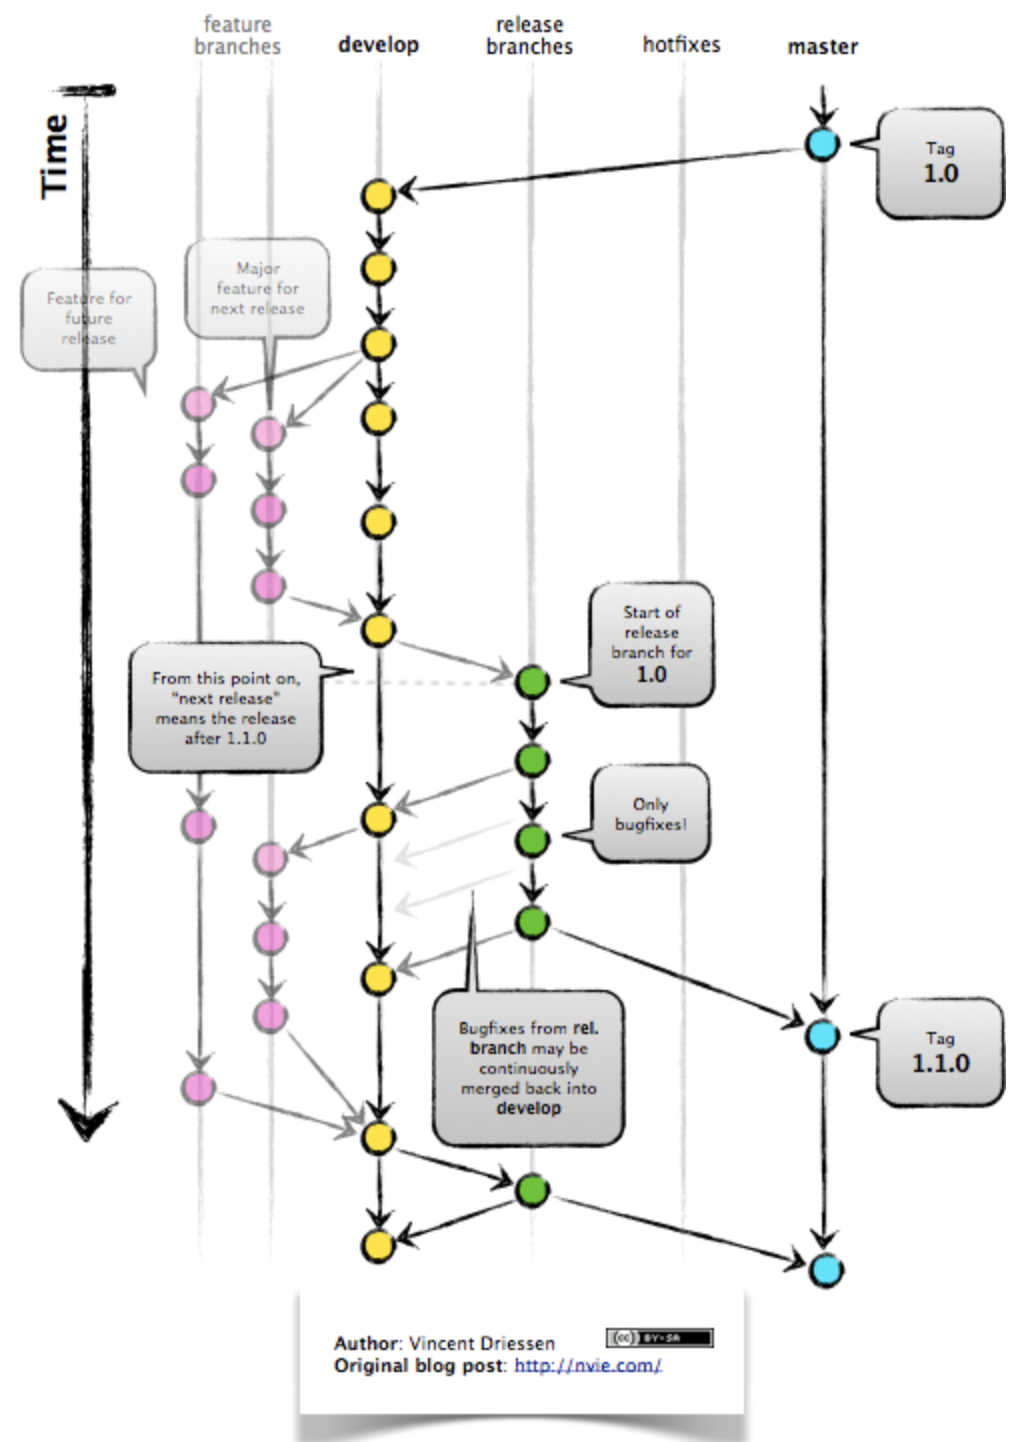 feature
branches
develop
release
branches
hotfixes
master
Time
Tag
1.0
Major
feature for
next release
Feature for
future
release
Start of
release
branch for
1.0
From this point on,
“next release”
means the release
after 1.1.0
Only
bugfixes!
Bugfixes from rel.
branch may be
continuously
merged back into
develop
Tag
1.1.0
Author: Vincent Driessen
(cc) BY-SA
Original blog post: http://nvie.com/